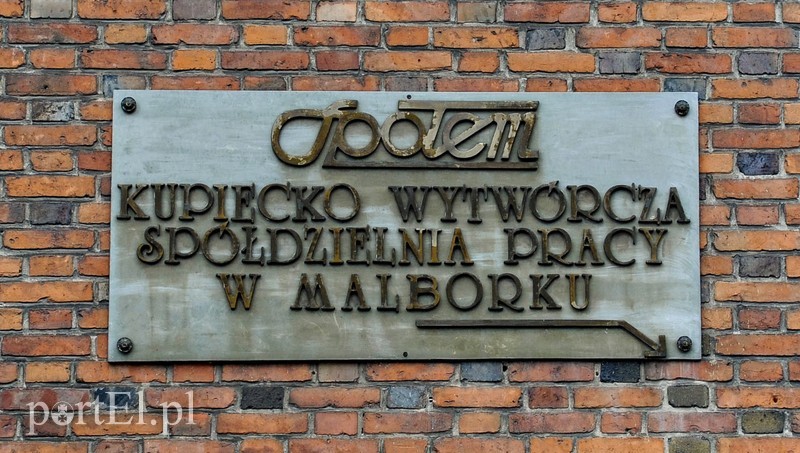 Społem
KUPIECKO WYTWÓRCZA
SPÓŁDZIELNIA PRACY
W MALBORKU
portEl.pl